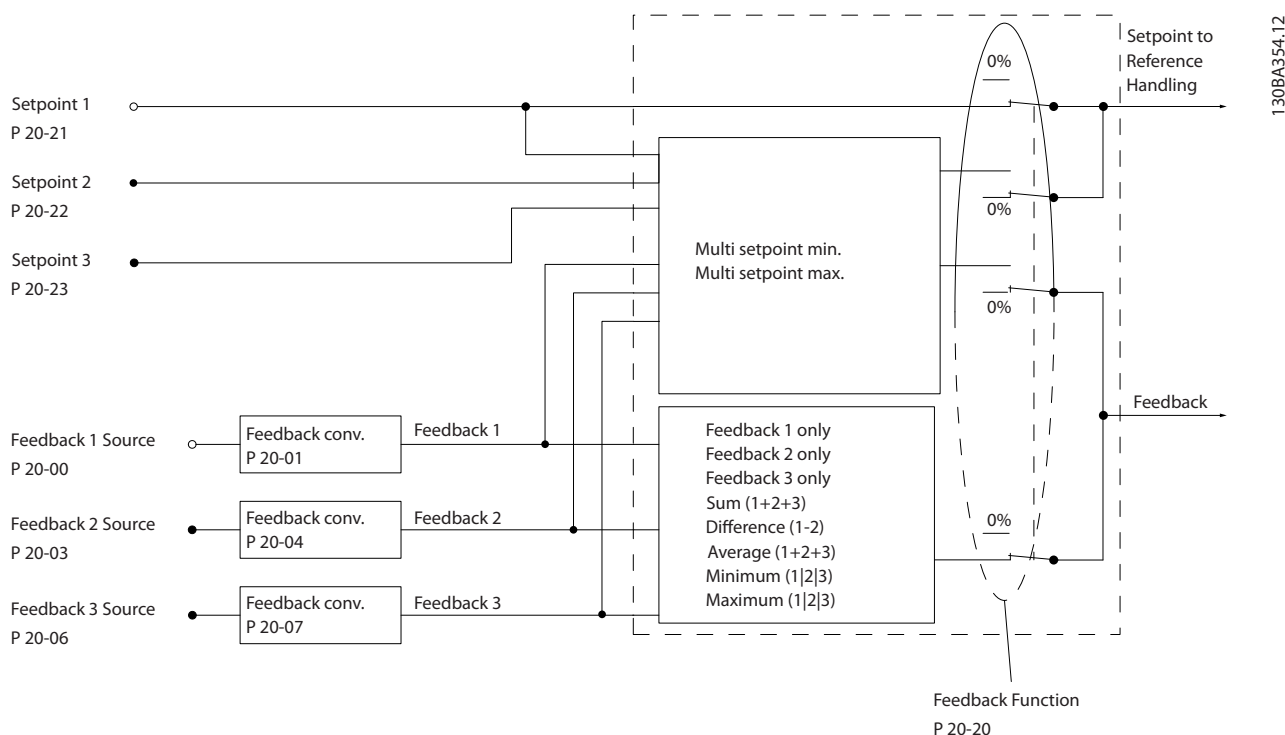 130BA354.12
Setpoint to
Reference
Handling
0%
Setpoint 1
P 20-21
Setpoint 2
P 20-22
0%
Setpoint 3
P 20-23
Multi setpoint min.
Multi setpoint max.
0%
Feedback
Feedback 1 Source
P 20-00
Feedback conv.
P 20-01
Feedback 1
Feedback 2 Source
P 20-03
Feedback conv.
P 20-04
Feedback 2
Feedback 3 Source
P 20-06
Feedback conv.
P 20-07
Feedback 3
Feedback 1 only
Feedback 2 only
Feedback 3 only
Sum (1+2+3)
Difference (1-2)
Average (1+2+3)
Minimum (1|2|3)
Maximum (1|2|3)
0%
Feedback Function
P 20-20